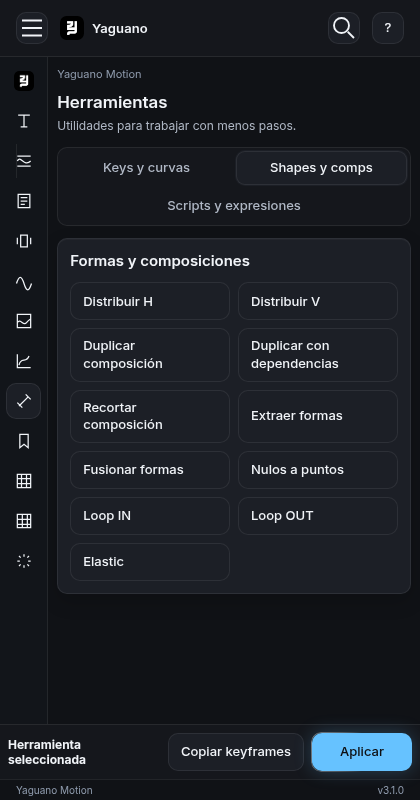 Yaguano
?
Yaguano Motion
Herramientas
Utilidades para trabajar con menos pasos.
Keys y curvas
Shapes y comps
Scripts y expresiones
Formas y composiciones
Distribuir H
Distribuir V
Duplicar
composición
Duplicar con
dependencias
Recortar
composición
Extraer formas
Fusionar formas
Nulos a puntos
Loop IN
Loop OUT
Elastic
Herramienta
seleccionada
Copiar keyframes
Aplicar
Yaguano Motion
v3.1.0